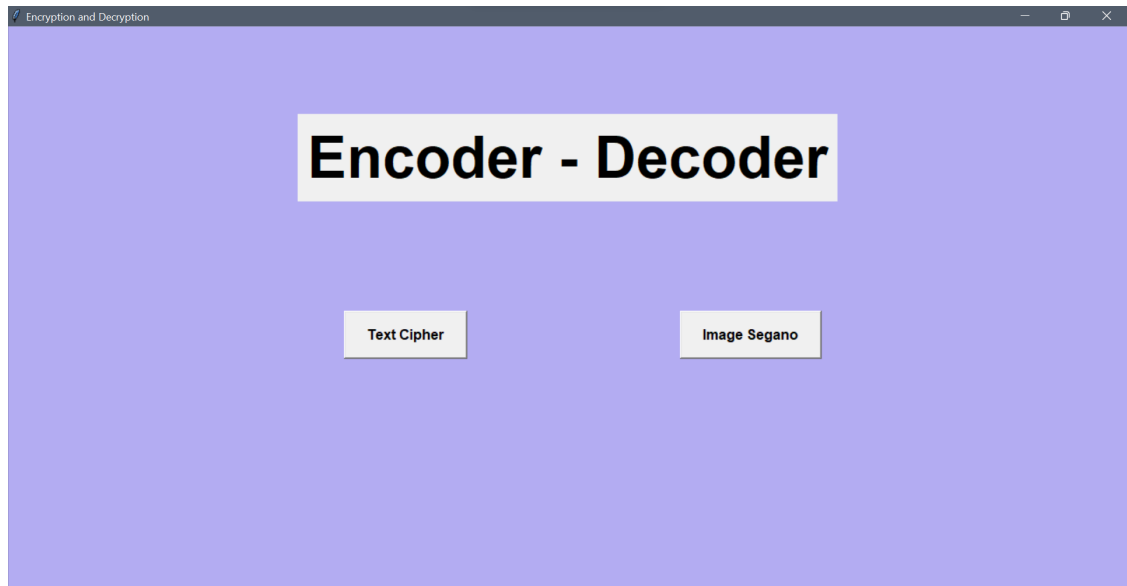 Encryption and Decryption
Encoder - Decoder
Text Cipher
Image Segano